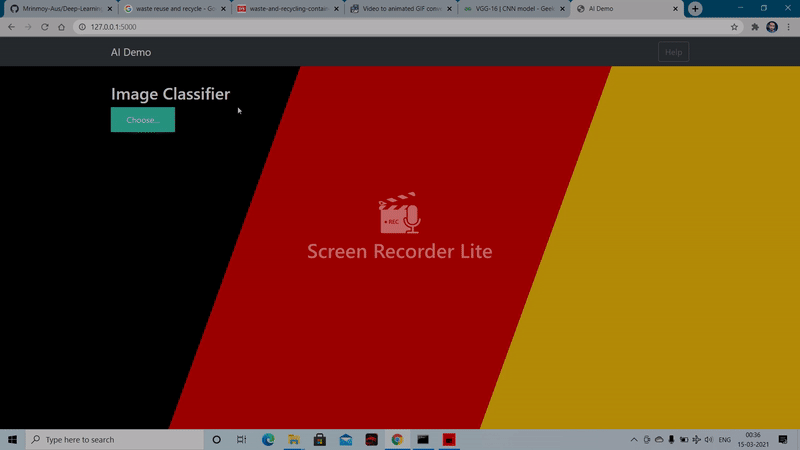 Mrinmoy-Aus/Deep-Learnin
waste reuse and recycle - Go
waste-and-recycling-contain
Video to animated GIF conv
VGG-16 | CNN model - Geek
AI Demo
127.0.0.1:5000
AI Demo
Help
Image Classifier
Choose...
REC
Screen Recorder Lite
Type here to search
ENG
00:36
15-03-2021